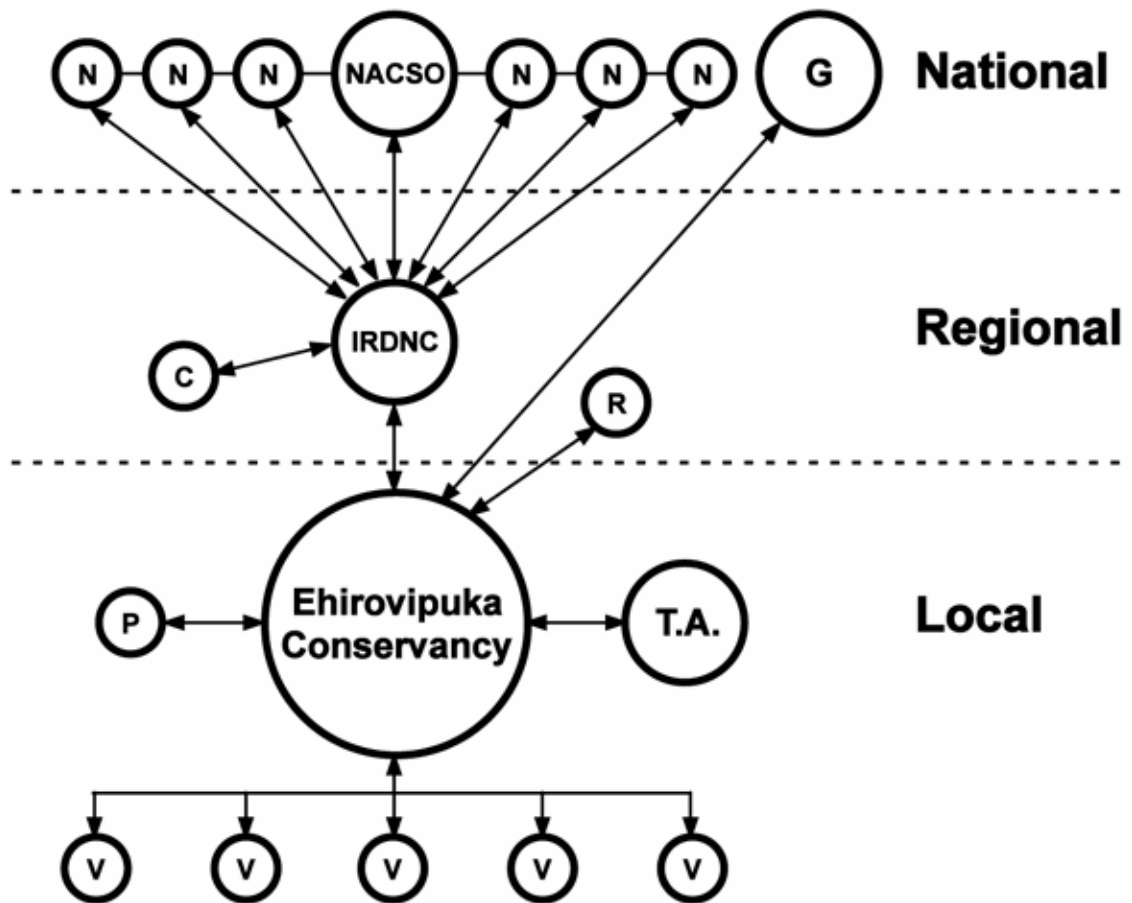 N N N NACSO N N N G National
IRDNC Regional
C
R
Ehirovipuka
Conservancy
P T.A. Local
V V V V V